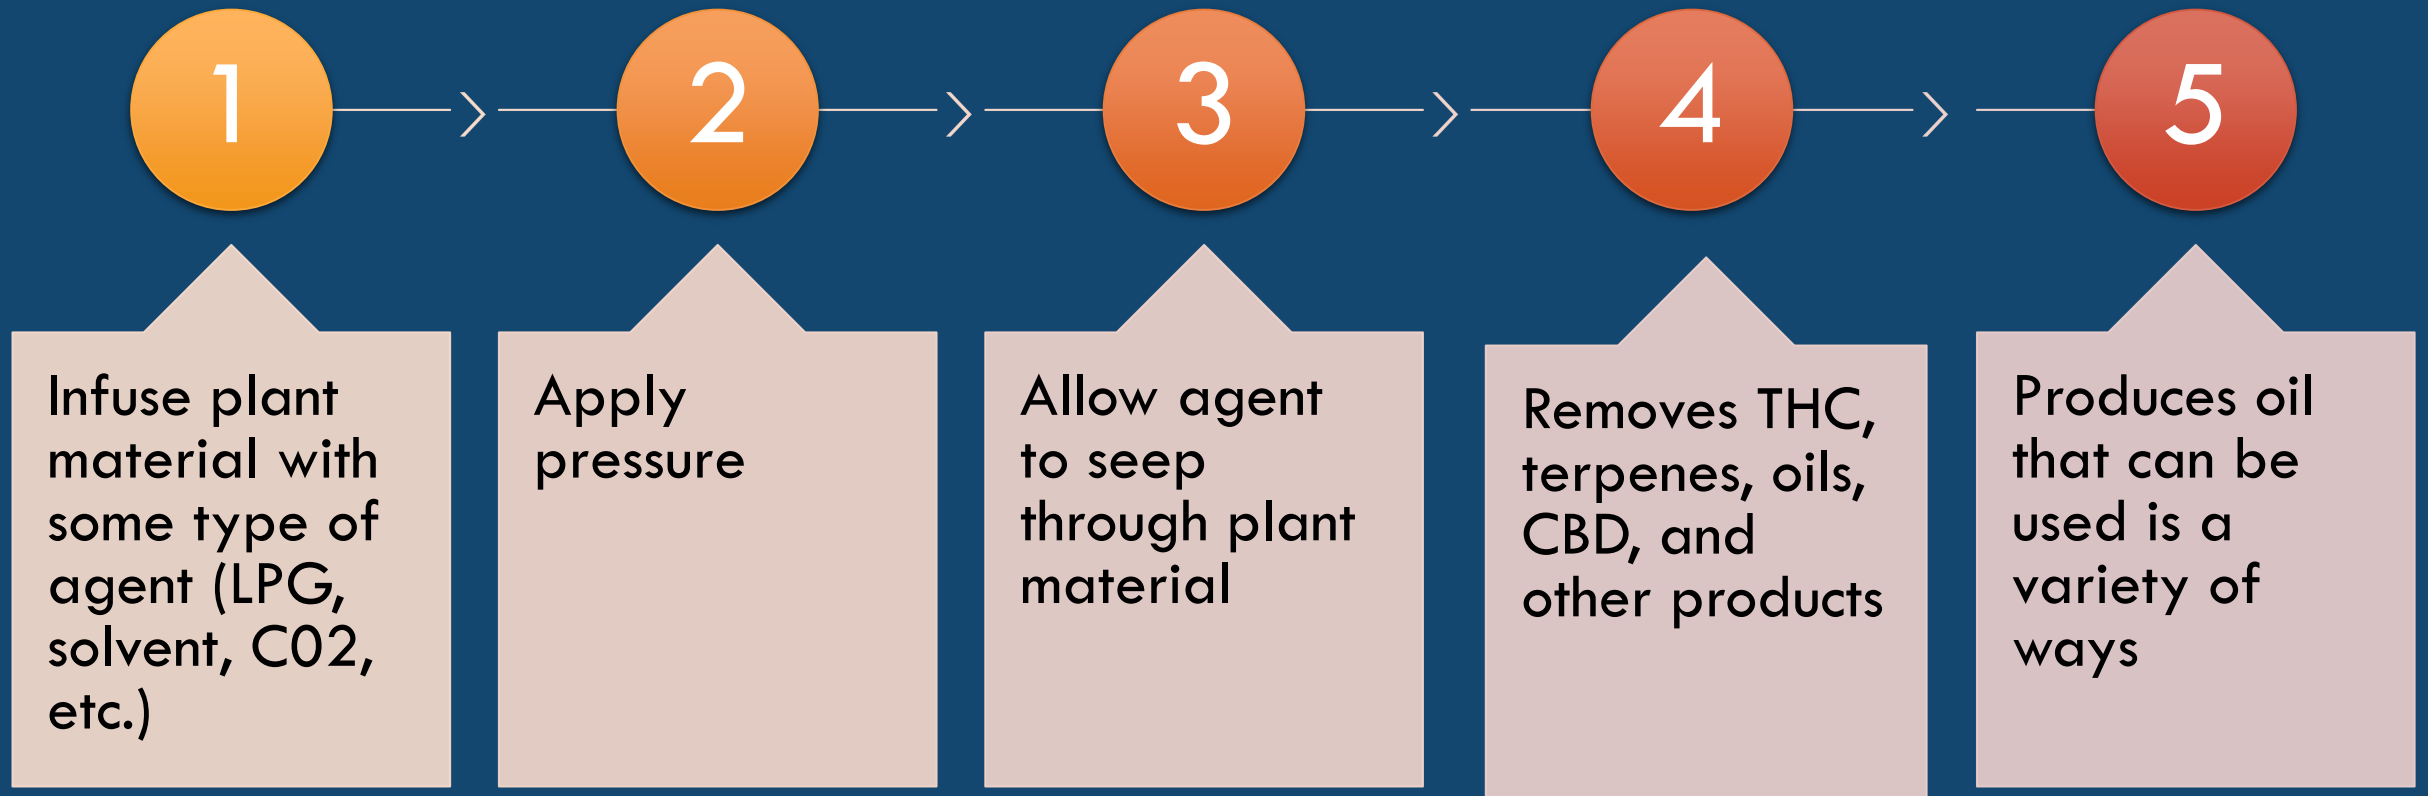 1
2
3
4
5
Infuse plant
material with
some type of
agent (LPG,
solvent, C02,
etc.)
Apply
pressure
Allow agent
to seep
through plant
material
Removes THC,
terpenes, oils,
CBD, and
other products
Produces oil
that can be
used is a
variety of
ways